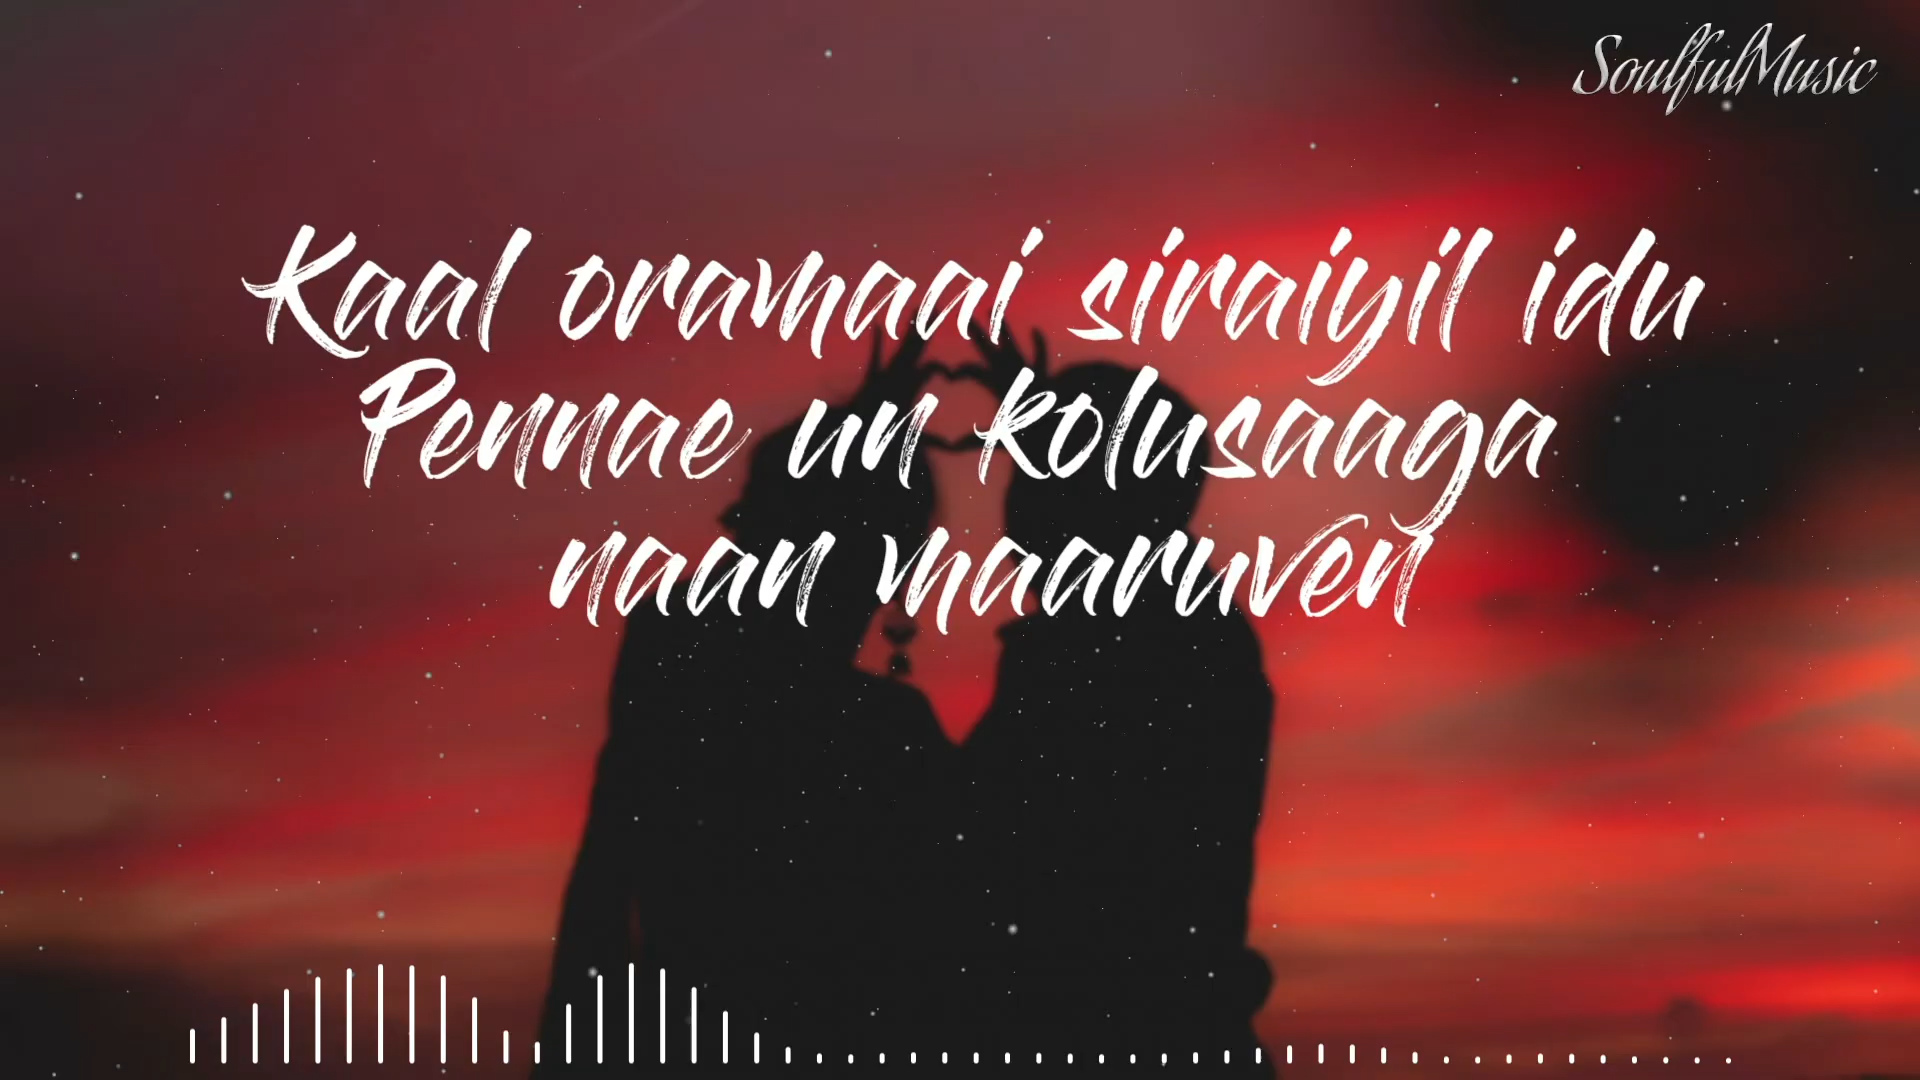 SoulfulMusic
Kaal oramaai siraiyil idu
Pennae un kolusaaga
naan maaruven